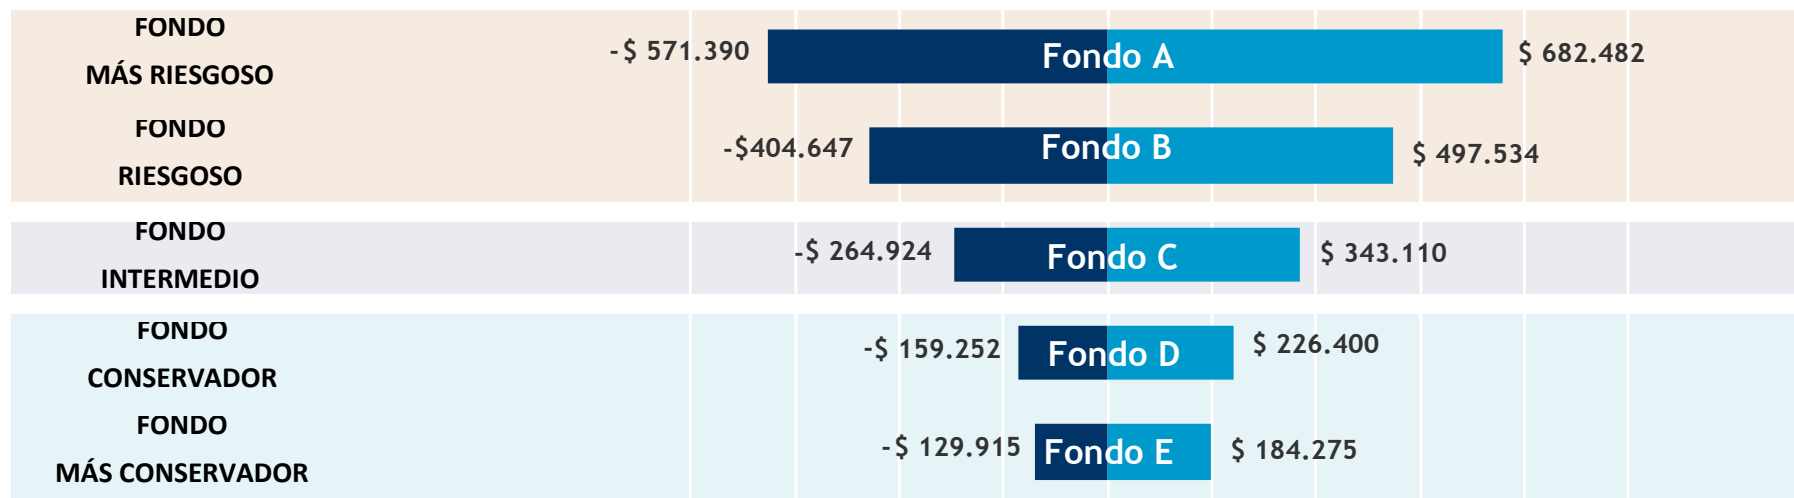 FONDO
MÁS RIESGOSO
-$ 571.390
Fondo A
$ 682.482
FONDO
RIESGOSO
-$404.647
Fondo B
$ 497.534
FONDO
INTERMEDIO
-$ 264.924
Fondo C
$ 343.110
FONDO
CONSERVADOR
-$ 159.252
Fondo D
$ 226.400
FONDO
MÁS CONSERVADOR
-$ 129.915
Fondo E
$ 184.275